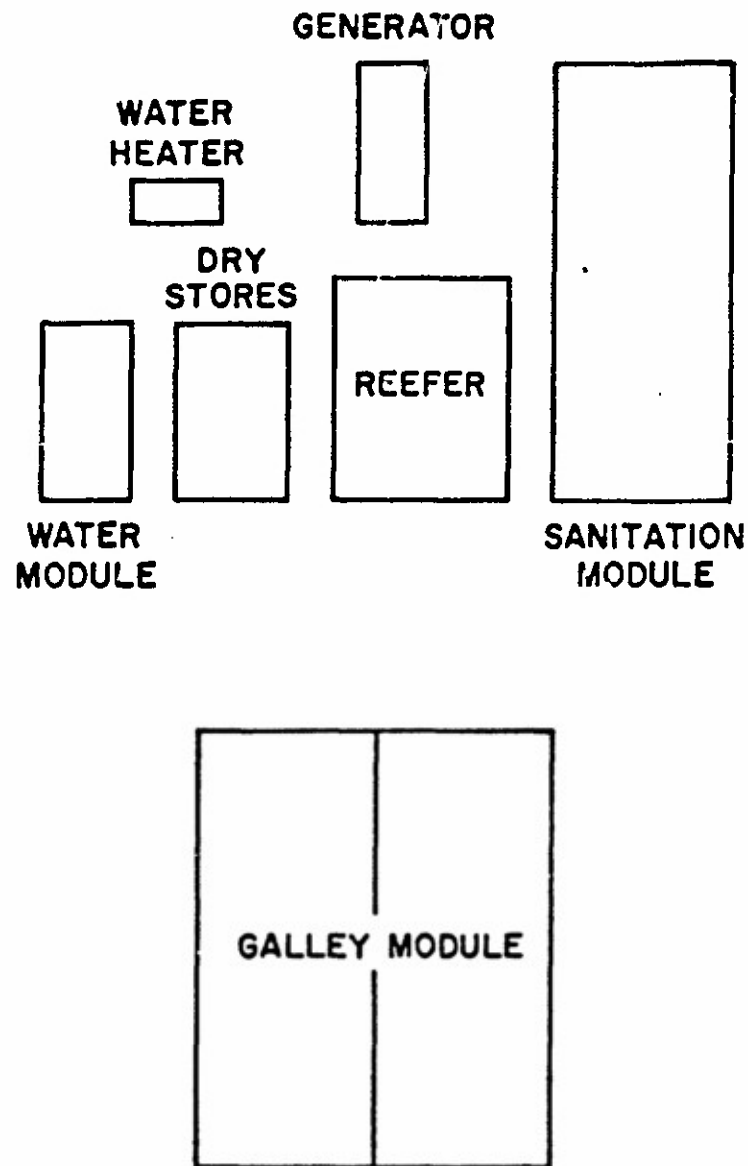 GENERATOR
WATER
HEATER
DRY
STORES
REEFER
WATER
MODULE
SANITATION
MODULE
GALLEY MODULE